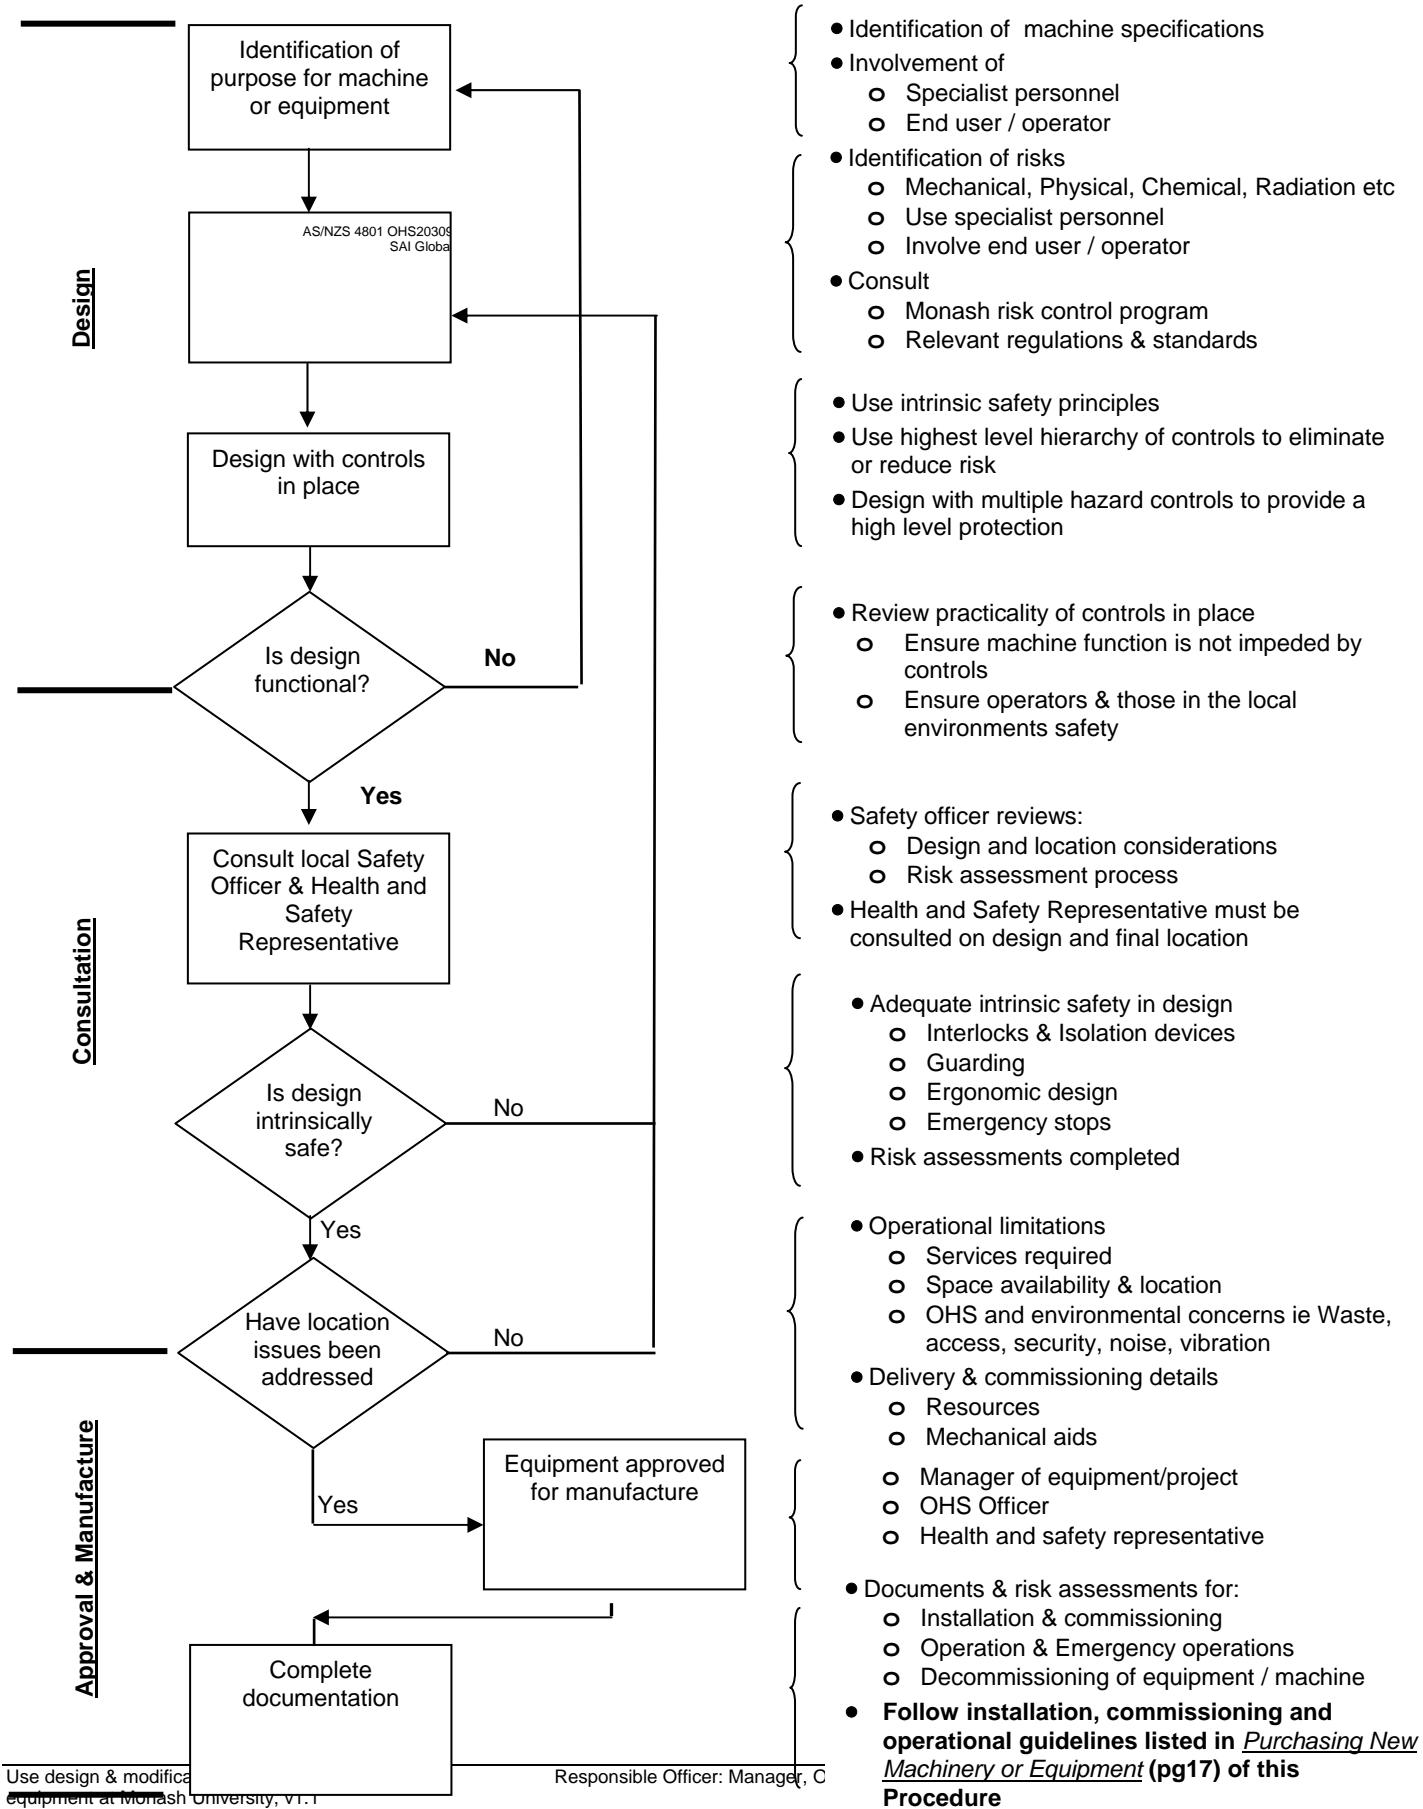 Identification of
purpose for machine
or equipment
AS/NZS 4801 OHS20309
SAI Globa
Design
Design with controls
in place
Is design
functional?
No
Yes
Consult local Safety
Officer & Health and
Safety
Representative
Consultation
Is design
intrinsically
safe?
No
Yes
Have location
issues been
addressed
No
Yes
Equipment approved
for manufacture
Approval & Manufacture
Complete
documentation
• Identification of machine specifications
• Involvement of
o Specialist personnel
o End user / operator
• Identification of risks
o Mechanical, Physical, Chemical, Radiation etc
o Use specialist personnel
o Involve end user / operator
• Consult
o Monash risk control program
o Relevant regulations & standards
• Use intrinsic safety principles
• Use highest level hierarchy of controls to eliminate
or reduce risk
• Design with multiple hazard controls to provide a
high level protection
• Review practicality of controls in place
o Ensure machine function is not impeded by
controls
o Ensure operators & those in the local
environments safety
• Safety officer reviews:
o Design and location considerations
o Risk assessment process
• Health and Safety Representative must be
consulted on design and final location
• Adequate intrinsic safety in design
o Interlocks & Isolation devices
o Guarding
o Ergonomic design
o Emergency stops
• Risk assessments completed
• Operational limitations
o Services required
o Space availability & location
o OHS and environmental concerns ie Waste,
access, security, noise, vibration
• Delivery & commissioning details
o Resources
o Mechanical aids
o Manager of equipment/project
o OHS Officer
o Health and safety representative
• Documents & risk assessments for:
o Installation & commissioning
o Operation & Emergency operations
o Decommissioning of equipment / machine
• Follow installation, commissioning and
operational guidelines listed in Purchasing New
Machinery or Equipment (pg17) of this
Procedure
Use design & modifica
equipment at Monash University, v1.1
Responsible Officer: Manager, O